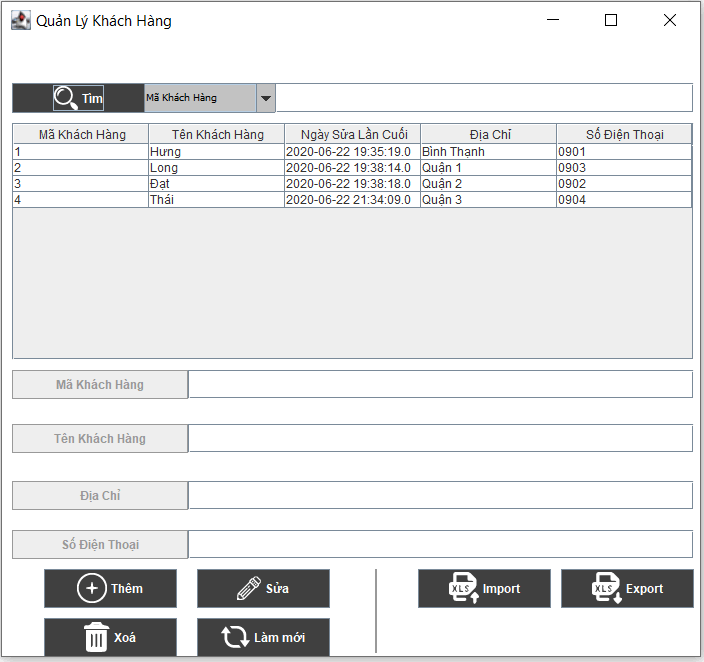 Quản Lý Khách Hàng
Tìm Mã Khách Hàng
Mã Khách Hàng Tên Khách Hàng Ngày Sửa Lần Cuối Địa Chỉ Số Điện Thoại
1 Hưng 2020-06-22 19:35:19.0 Bình Thạnh 0901
2 Long 2020-06-22 19:38:14.0 Quận 1 0903
3 Đạt 2020-06-22 19:38:18.0 Quận 2 0902
4 Thái 2020-06-22 21:34:09.0 Quận 3 0904
Mã Khách Hàng
Tên Khách Hàng
Địa Chỉ
Số Điện Thoại
Thêm Sửa XLS Import XLS Export
Xoá Làm mới